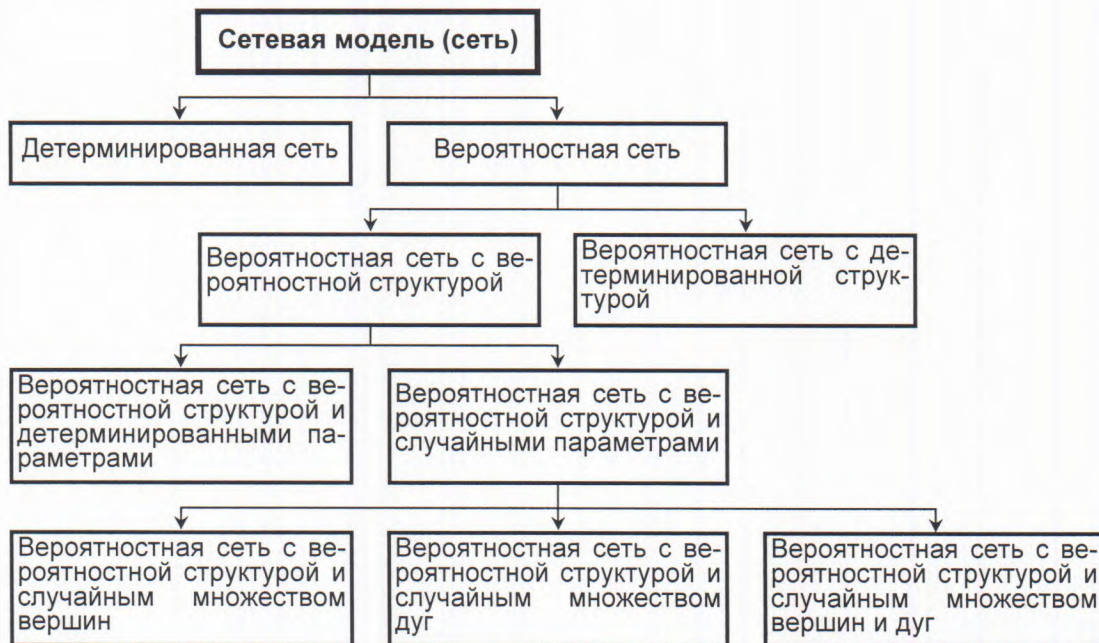 Сетевая модель (сеть)
Детерминированная сеть
Вероятностная сеть
Вероятностная сеть с ве-
роятностной структурой
Вероятностная сеть с де-
терминированной струк-
турой
Вероятностная сеть с ве-
роятностной структурой и
детерминированными па-
раметрами
Вероятностная сеть с ве-
роятностной структурой и
случайными параметрами
Вероятностная сеть с ве-
роятностной структурой и
случайным множеством
вершин
Вероятностная сеть с ве-
роятностной структурой и
случайным множеством
дуг
Вероятностная сеть с ве-
роятностной структурой и
случайным множеством
вершин и дуг